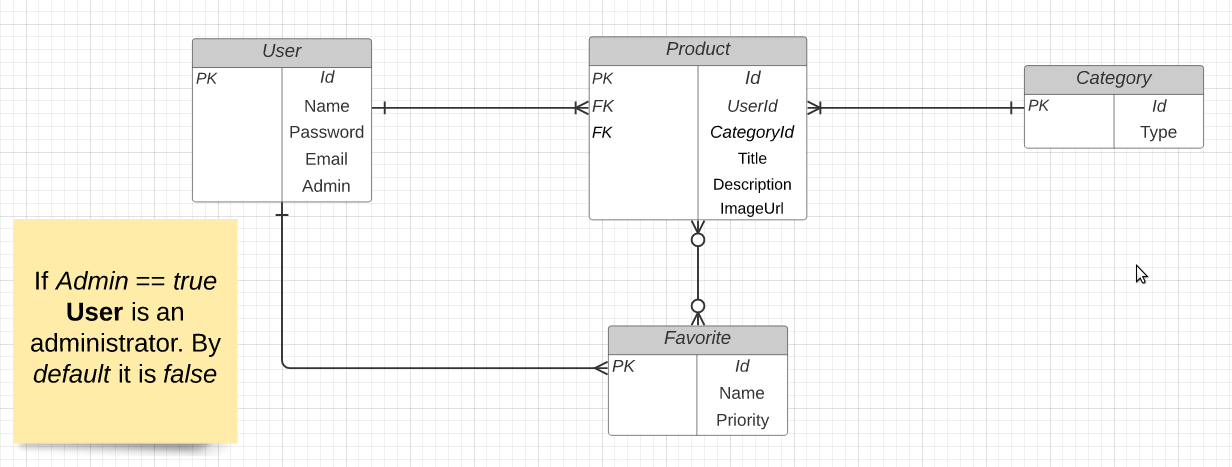 User
PK Id
Name
Password
Email
Admin
Product
PK Id
FK UserId
FK CategoryId
Title
Description
ImageUrl
Category
PK Id
Type
If Admin == true
User is an
administrator. By
default it is false
Favorite
PK Id
Name
Priority